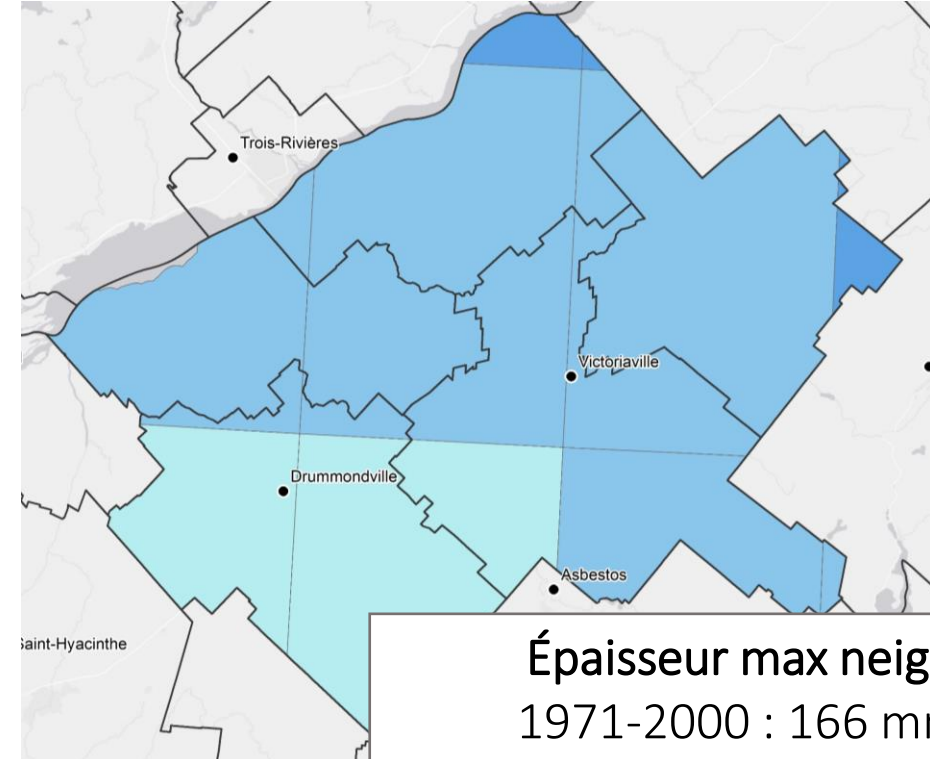 Trois-Rivières
Victoriaville
Drummondville
Asbestos
Saint-Hyacinthe
Épaisseur max neig
1971-2000 : 166 m